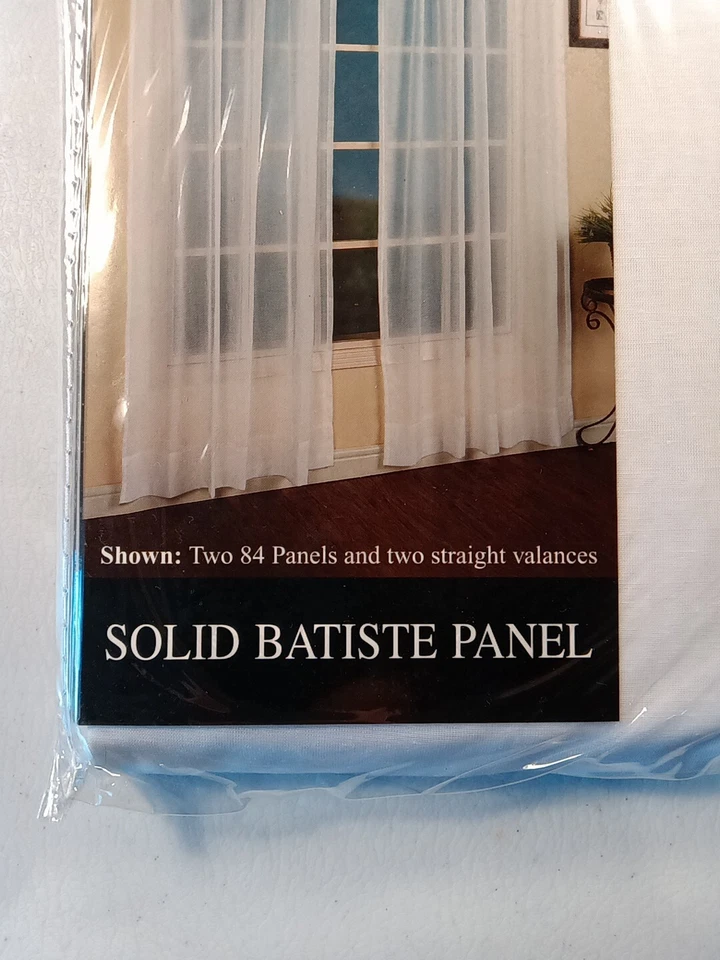 Shown: Two 84 Panels and two straight valances
SOLID BATISTE PANEL